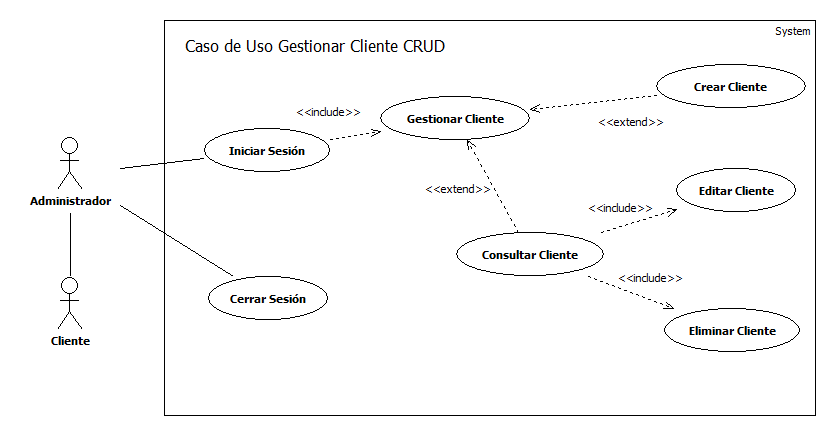 System
Caso de Uso Gestionar Cliente CRUD
Crear Cliente
<<include>>
Gestionar Cliente
<<extend>>
Iniciar Sesión
Administrador
<<extend>>
Editar Cliente
<<include>>
Consultar Cliente
<<include>>
Cerrar Sesión
Eliminar Cliente
Cliente